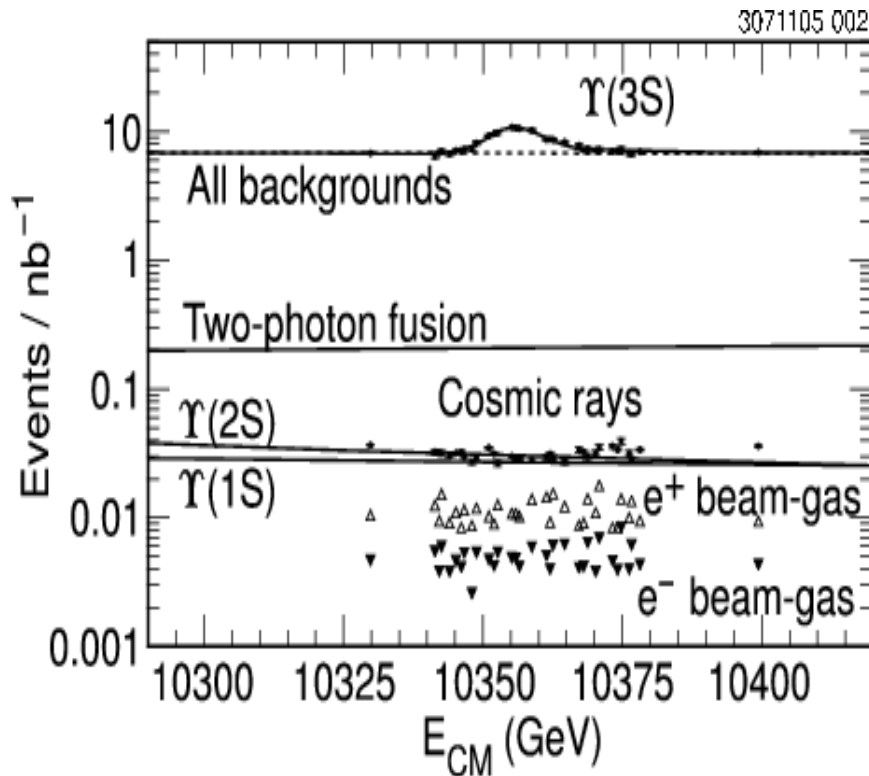 3071105 002
ϒ(3S)
10
All backgrounds
1
Events / nb⁻¹
Two-photon fusion
0.1
ϒ(2S)
Cosmic rays
ϒ(1S)
e⁺ beam-gas
0.01
e⁻ beam-gas
0.001
10300 10325 10350 10375 10400
E_CM (GeV)